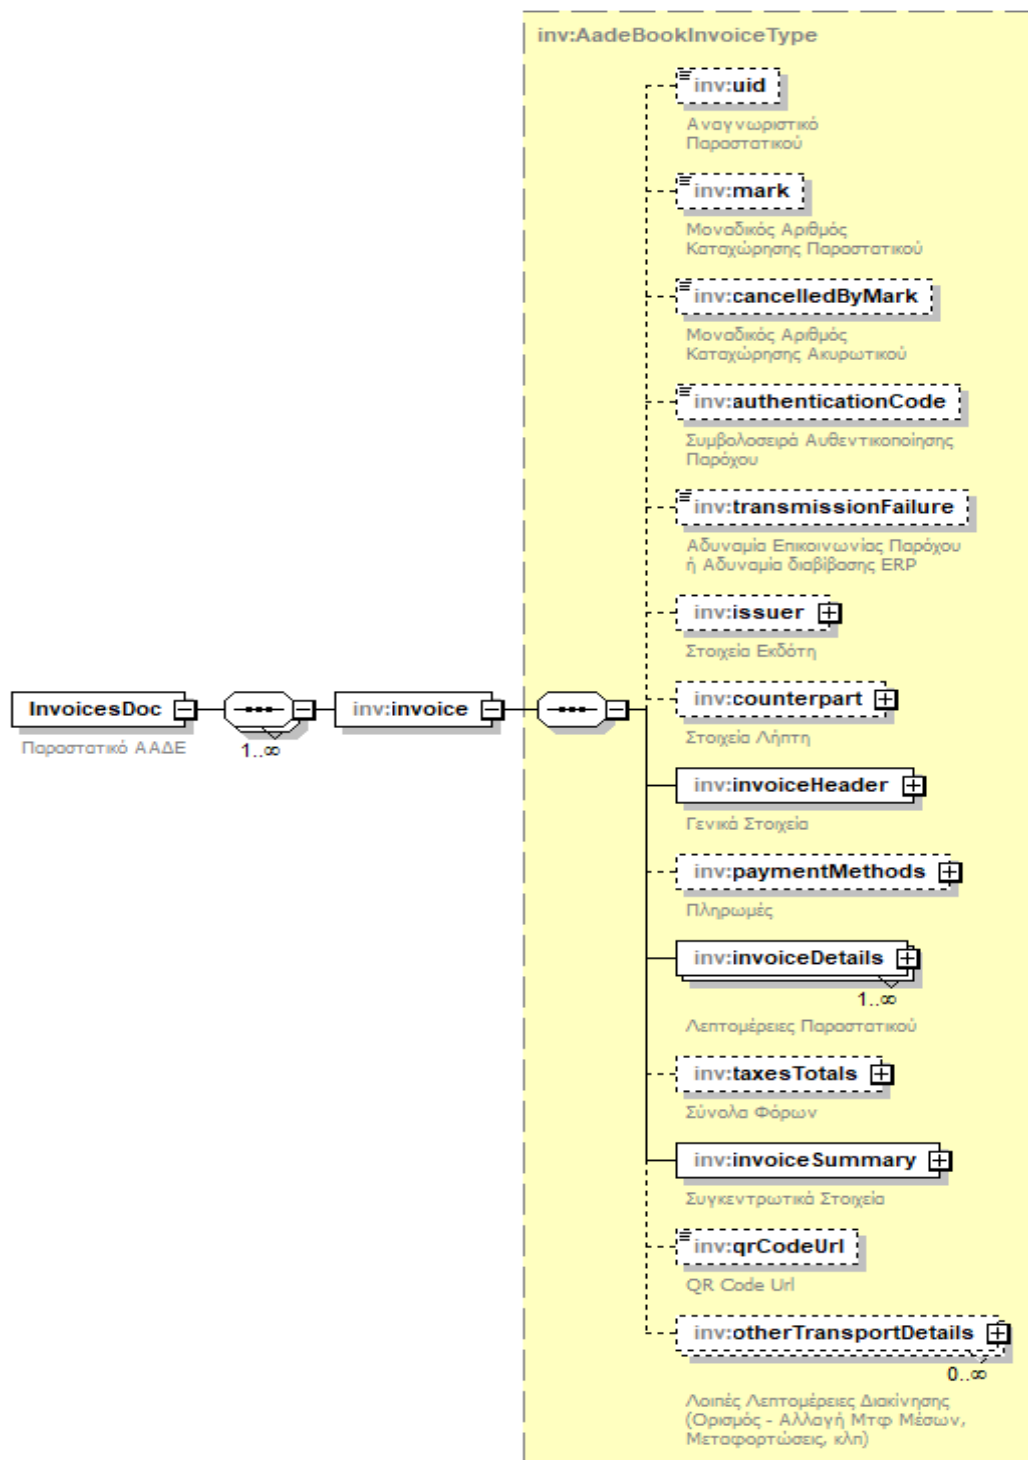 inv:AadeBookInvoiceType
inv:uid
Αναγνωριστικό
Παραστατικού
inv:mark
Μοναδικός Αριθμός
Καταχώρησης Παραστατικού
inv:cancelledByMark
Μοναδικός Αριθμός
Καταχώρησης Ακυρωτικού
inv:authenticationCode
Συμβολοσειρά Αυθεντικοποίησης
Παρόχου
inv:transmissionFailure
Αδυναμία Επικοινωνίας Παρόχου
ή Αδυναμία διαβίβασης ERP
inv:issuer
Στοιχεία Εκδότη
inv:counterpart
Στοιχεία Λήπτη
InvoicesDoc
Παραστατικό ΑΑΔΕ
1..∞
inv:invoice
inv:invoiceHeader
Γενικά Στοιχεία
inv:paymentMethods
Πληρωμές
inv:invoiceDetails
1..∞
Λεπτομέρειες Παραστατικού
inv:taxesTotals
Σύνολα Φόρων
inv:invoiceSummary
Συγκεντρωτικά Στοιχεία
inv:qrCodeUrl
QR Code Url
inv:otherTransportDetails
0..∞
Λοιπές Λεπτομέρειες Διακίνησης
(Ορισμός - Αλλαγή Μτφ Μέσων,
Μεταφορτώσεις, κλπ)